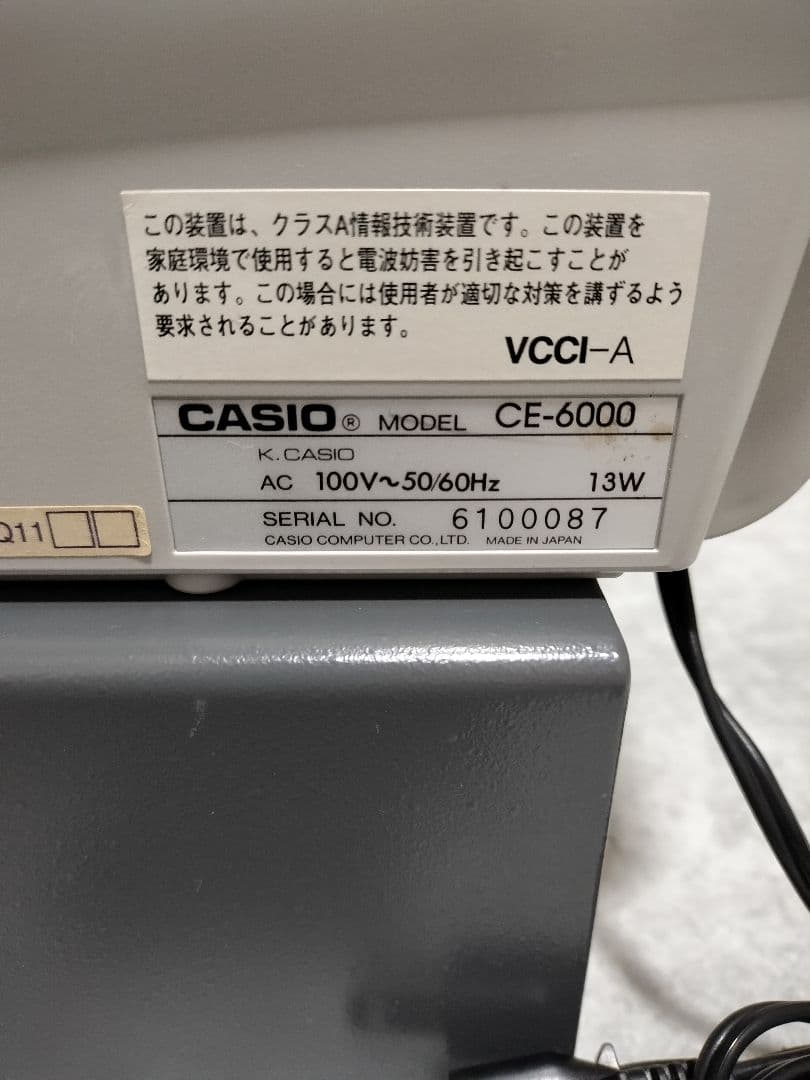 この装置は、クラスA情報技術装置です。この装置を
家庭環境で使用すると電波妨害を引き起こすことが
あります。この場合には使用者が適切な対策を講ずるよう
要求されることがあります。
VCCI-A
CASIO® MODEL CE-6000
K.CASIO
AC 100V~50/60Hz 13W
SERIAL NO. 6100087
CASIO COMPUTER CO.,LTD. MADE IN JAPAN
Q11